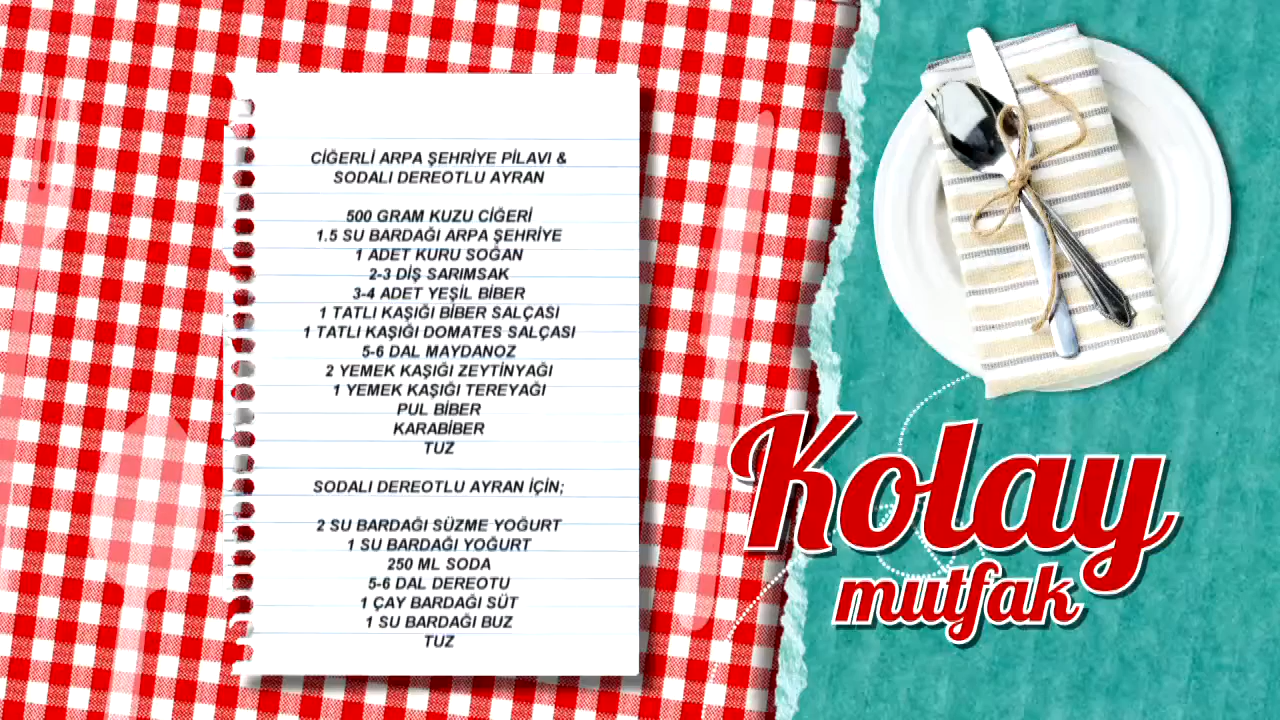 CİĞERLİ ARPA ŞEHRİYE PİLAVI &
SODALI DEREOTLU AYRAN
500 GRAM KUZU CİĞERİ
1.5 SU BARDAĞI ARPA ŞEHRİYE
1 ADET KURU SOĞAN
2-3 DİŞ SARIMSAK
3-4 ADET YEŞİL BİBER
1 TATLI KAŞIĞI BİBER SALÇASI
1 TATLI KAŞIĞI DOMATES SALÇASI
5-6 DAL MAYDANOZ
2 YEMEK KAŞIĞI ZEYTİNYAĞI
1 YEMEK KAŞIĞI TEREYAĞI
PUL BİBER
KARABİBER
TUZ
SODALI DEREOTLU AYRAN İÇİN;
2 SU BARDAĞI SÜZME YOĞURT
1 SU BARDAĞI YOĞURT
250 ML SODA
5-6 DAL DEREOTU
1 ÇAY BARDAĞI SÜT
1 SU BARDAĞI BUZ
TUZ
Kolay
mutfak